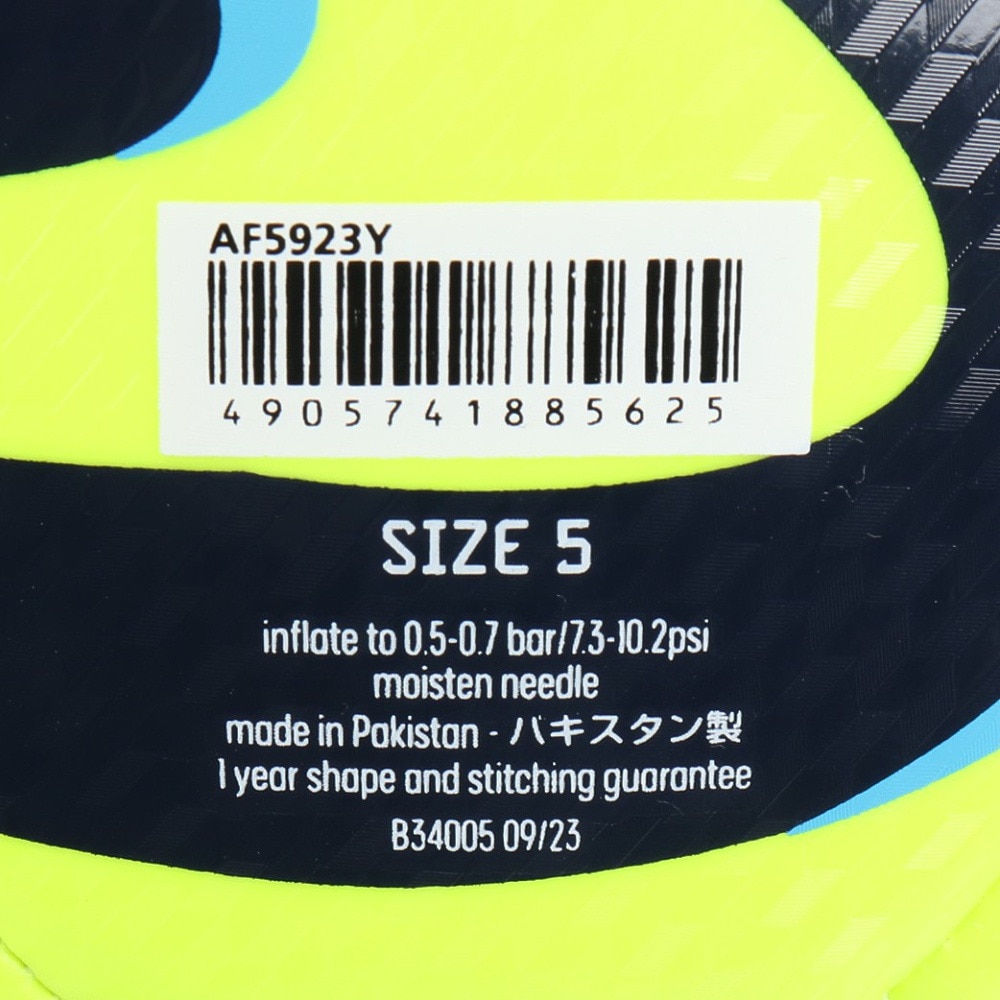 AF5923Y
4905741885625
SIZE 5
inflate to 0.5-0.7 bar/7.3-10.2psi
moisten needle
made in Pakistan - パキスタン製
1 year shape and stitching guarantee
B34005 09/23